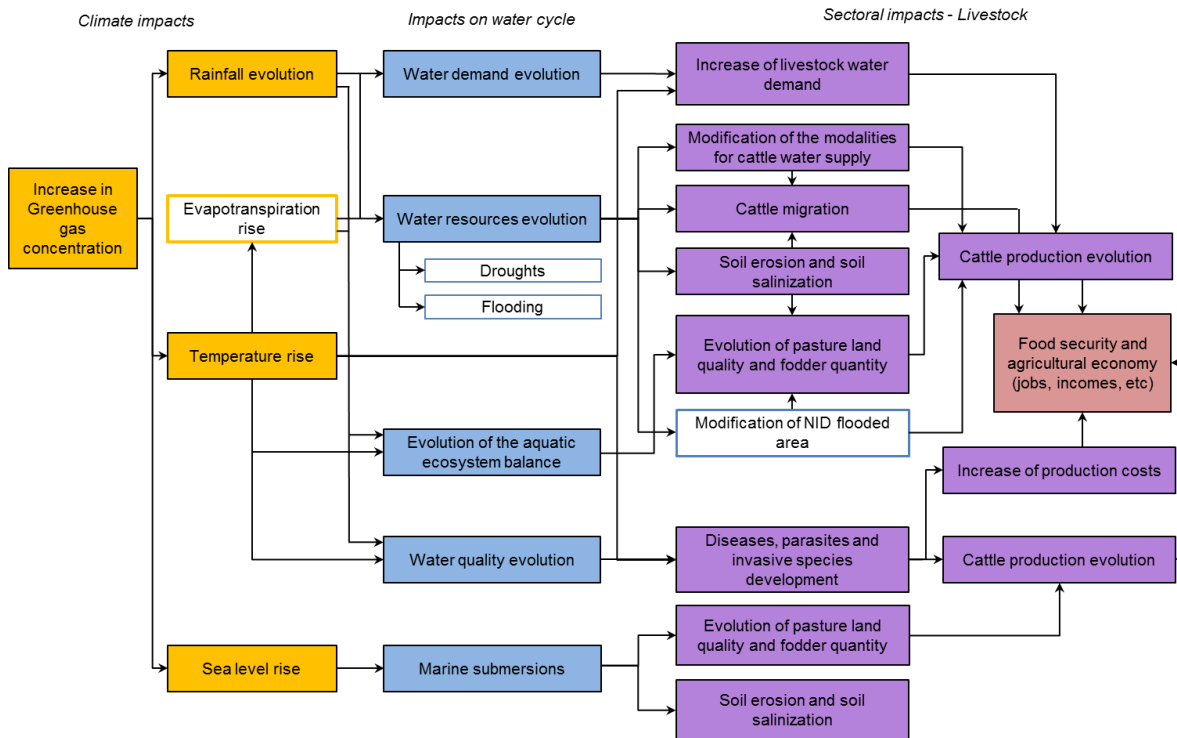 Climate impacts
Impacts on water cycle
Sectoral impacts - Livestock
Increase in
Greenhouse
gas
concentration
Rainfall evolution
Evapotranspiration
rise
Temperature rise
Sea level rise
Water demand evolution
Water resources evolution
Droughts
Flooding
Evolution of the aquatic
ecosystem balance
Water quality evolution
Marine submersions
Increase of livestock water
demand
Modification of the modalities
for cattle water supply
Cattle migration
Soil erosion and soil
salinization
Evolution of pasture land
quality and fodder quantity
Modification of NID flooded
area
Diseases, parasites and
invasive species
development
Evolution of pasture land
quality and fodder quantity
Soil erosion and soil
salinization
Cattle production evolution
Food security and
agricultural economy
(jobs, incomes, etc)
Increase of production costs
Cattle production evolution